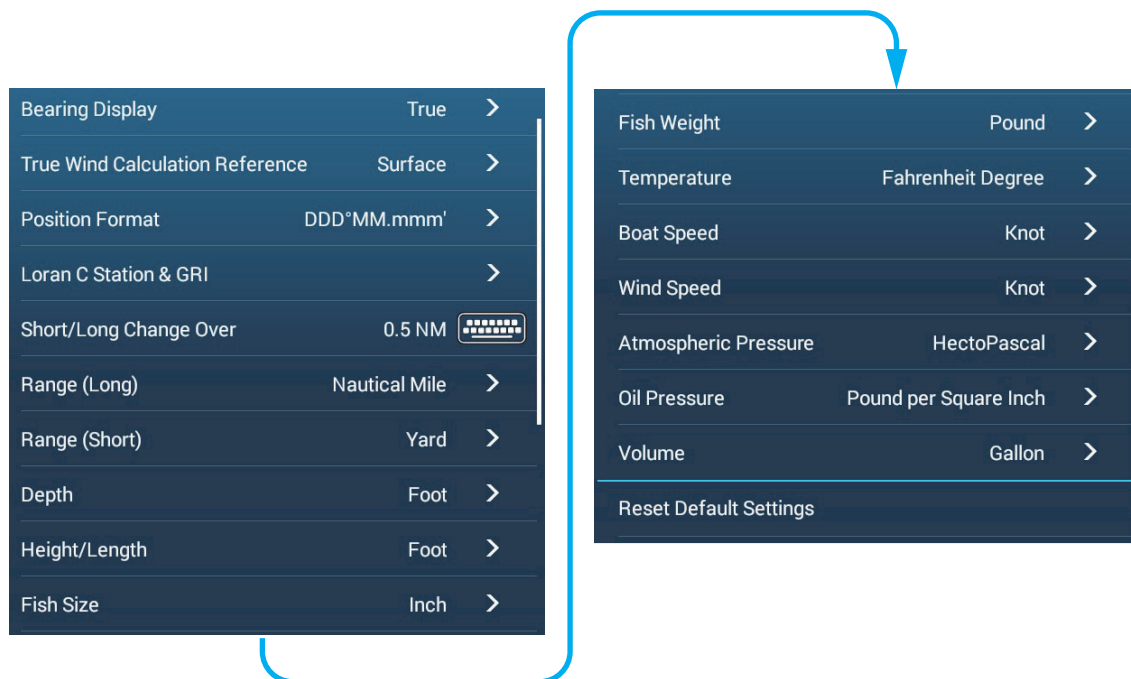 Bearing Display True
True Wind Calculation Reference Surface
Position Format DDD°MM.mmm'
Loran C Station & GRI
Short/Long Change Over 0.5 NM
Range (Long) Nautical Mile
Range (Short) Yard
Depth Foot
Height/Length Foot
Fish Size Inch
Fish Weight Pound
Temperature Fahrenheit Degree
Boat Speed Knot
Wind Speed Knot
Atmospheric Pressure HectoPascal
Oil Pressure Pound per Square Inch
Volume Gallon
Reset Default Settings